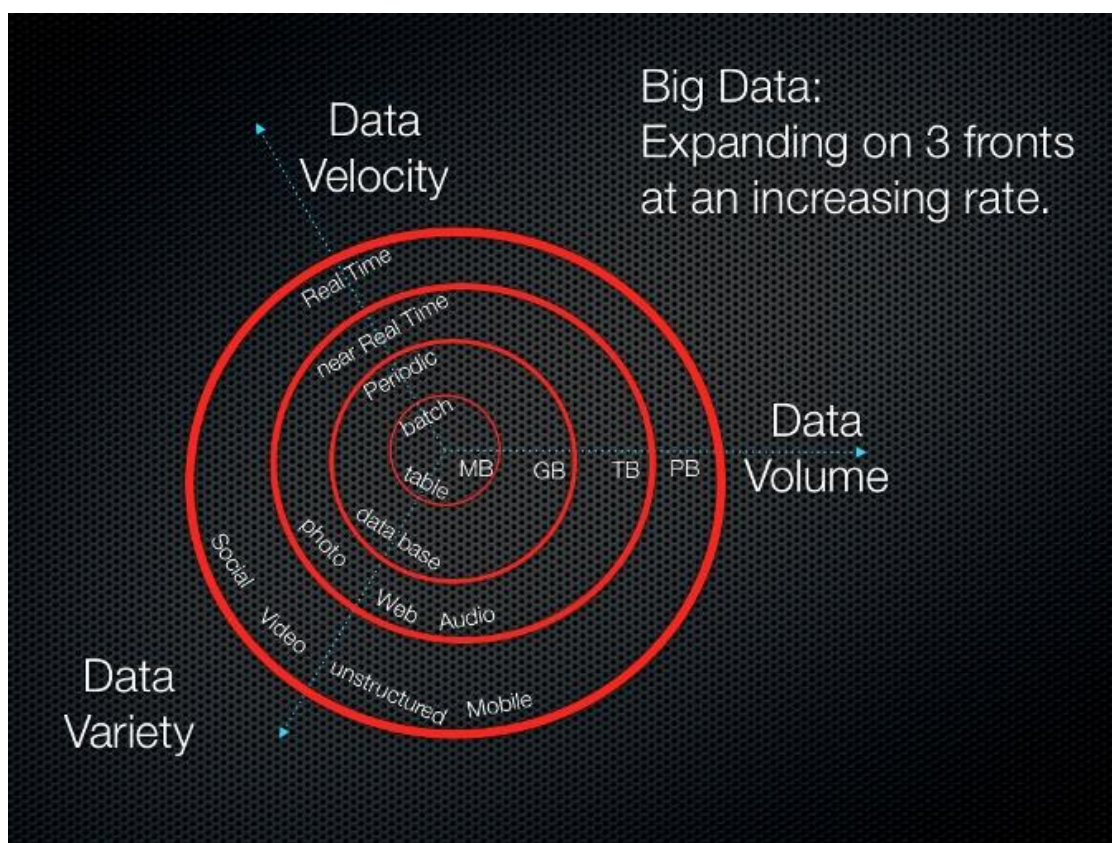 Big Data:
Expanding on 3 fronts
at an increasing rate.
Data
Velocity
Real Time
near Real Time
Periodic
batch
table
data base
photo
Web
Audio
Social
Video
unstructured
Mobile
MB
GB
TB
PB
Data
Volume
Data
Variety